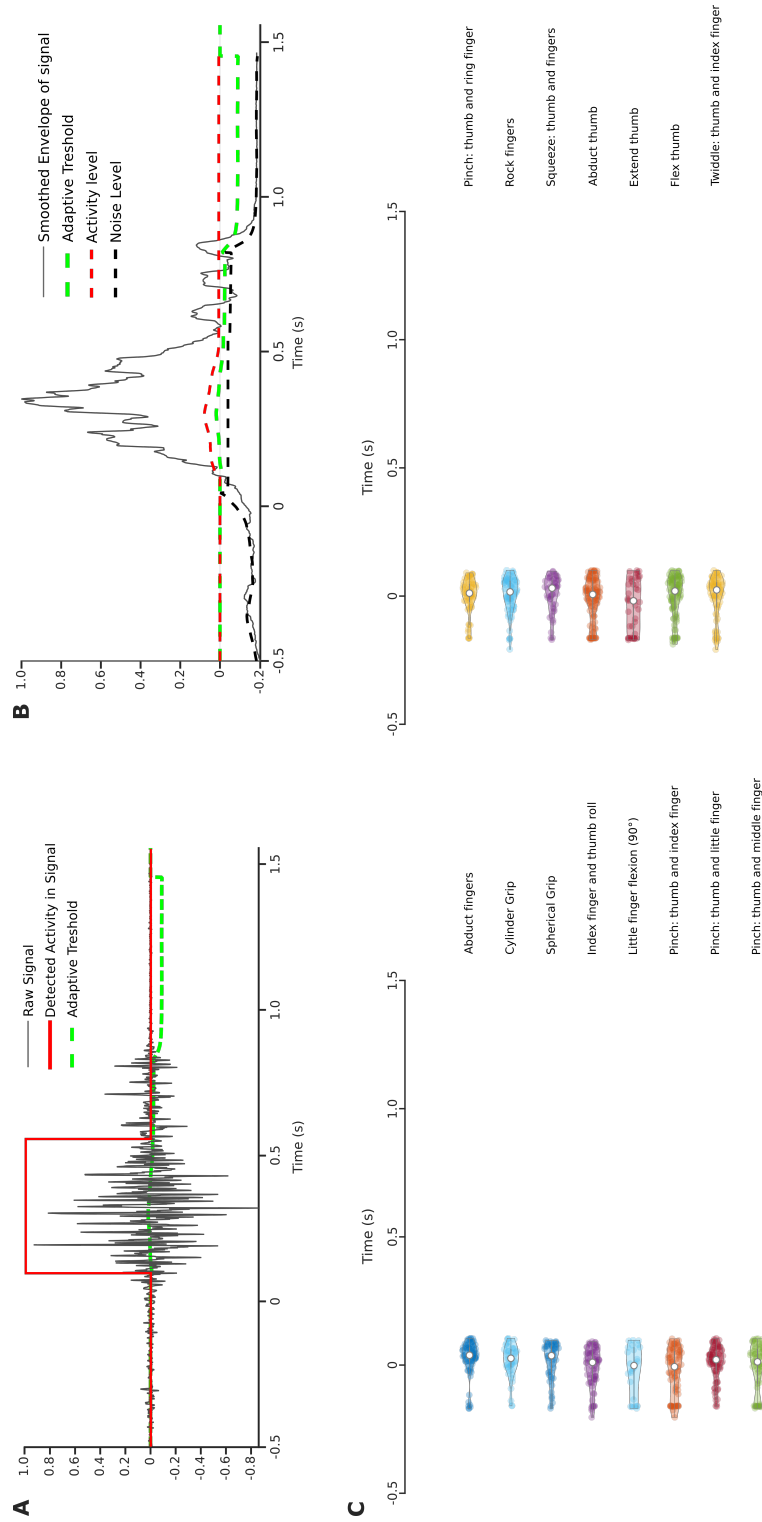 A
1.0
0.8
0.6
0.4
0.2
0
-0.2
-0.4
-0.6
-0.8
-0.5
0
0.5
1.0
1.5
Time (s)
Raw Signal
Detected Activity in Signal
Adaptive Treshold
B
1.0
0.8
0.6
0.4
0.2
0
-0.2
-0.5
0
0.5
1.0
1.5
Time (s)
Smoothed Envelope of signal
Adaptive Treshold
Activity level
Noise Level
C
Time (s)
-0.5
0
0.5
1.0
1.5
Abduct fingers
Cylinder Grip
Spherical Grip
Index finger and thumb roll
Little finger flexion (90°)
Pinch: thumb and index finger
Pinch: thumb and little finger
Pinch: thumb and middle finger
Time (s)
-0.5
0
0.5
1.0
1.5
Pinch: thumb and ring finger
Rock fingers
Squeeze: thumb and fingers
Abduct thumb
Extend thumb
Flex thumb
Twiddle: thumb and index finger